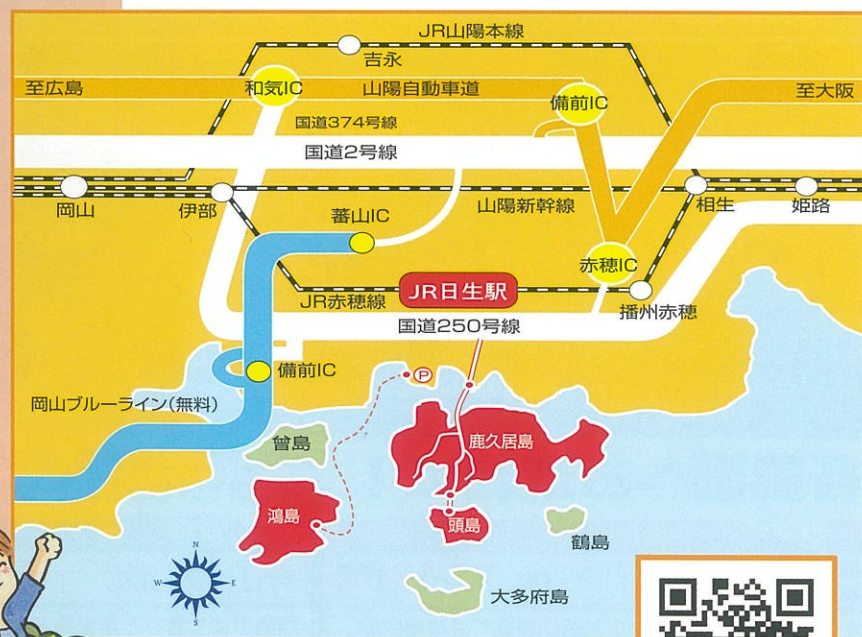 JR山陽本線
吉永
至広島
和気IC
山陽自動車道
備前IC
至大阪
国道374号線
国道2号線
岡山
伊部
山陽新幹線
相生
姫路
蕃山IC
赤穂IC
JR赤穂線
JR日生駅
播州赤穂
国道250号線
備前IC
P
岡山ブルーライン(無料)
曾島
鹿久居島
鴻島
頭島
鶴島
大多府島
N
W
E
S